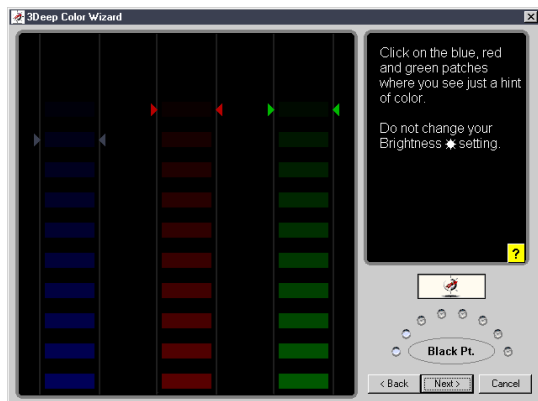 3Deep Color Wizard
Click on the blue, red
and green patches
where you see just a hint
of color.
Do not change your
Brightness setting.
?
Black Pt.
< Back
Next >
Cancel